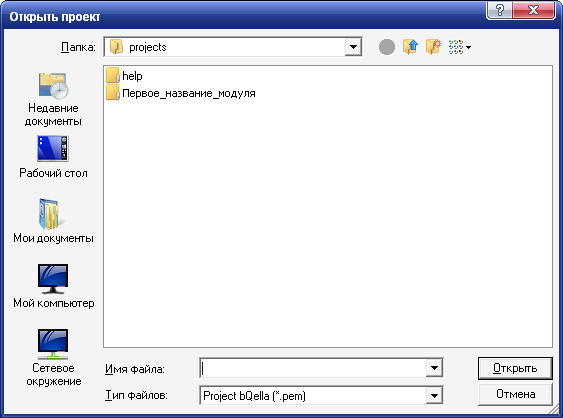 Открыть проект
Папка: projects
help
Первое_название_модуля
Недавние
документы
Рабочий стол
Мои документы
Мой компьютер
Сетевое
окружение
Имя файла:
Открыть
Тип файлов: Project bQella (*.pem)
Отмена